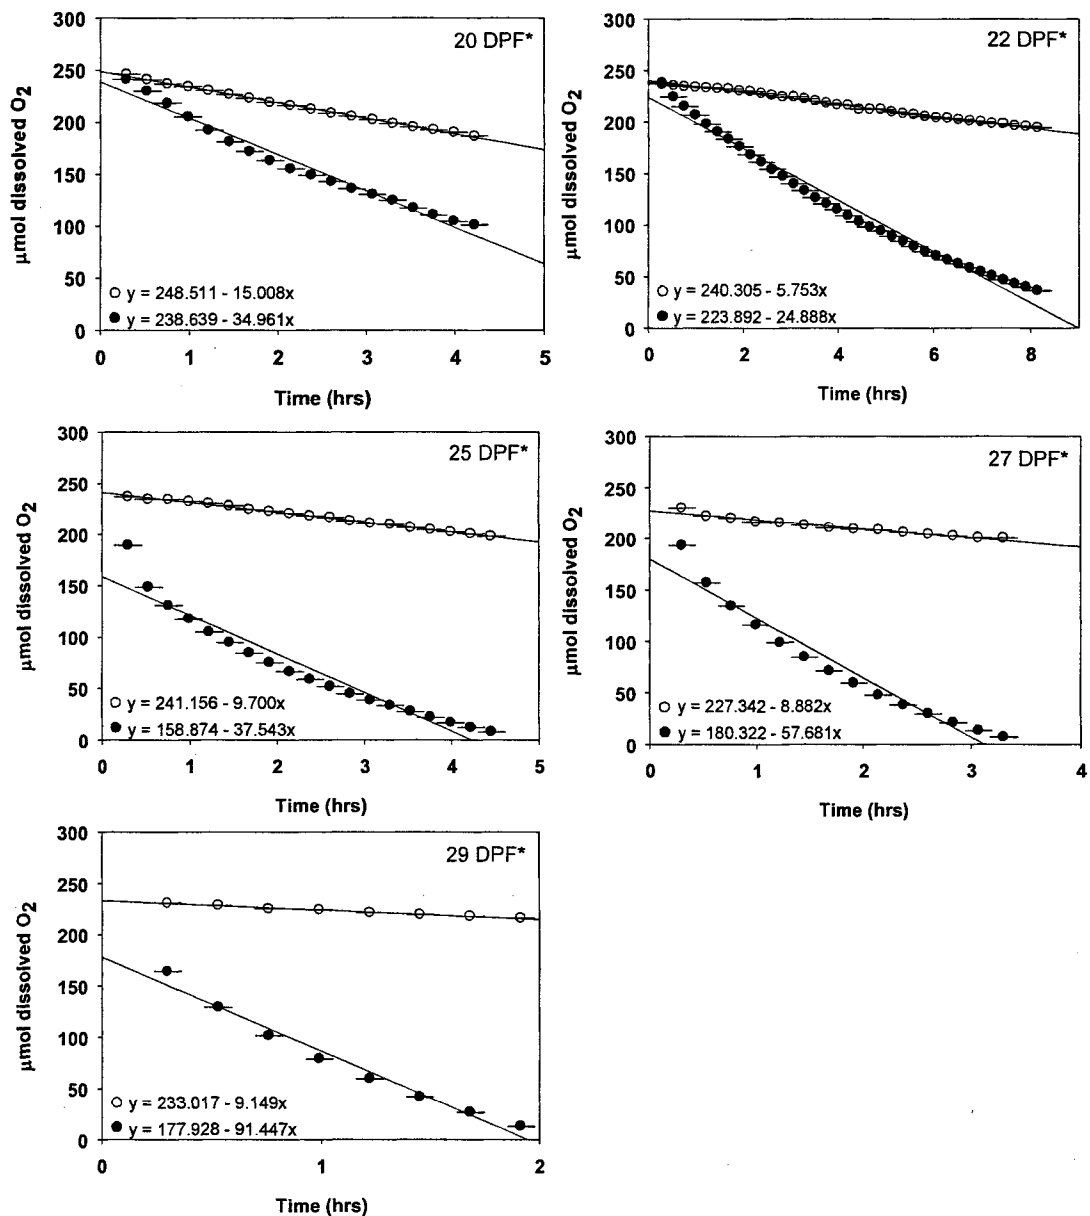 20 DPF*
300
250
200
150
100
50
0
μmol dissolved O2
○ y = 248.511 - 15.008x
● y = 238.639 - 34.961x
0 1 2 3 4 5
Time (hrs)
22 DPF*
300
250
200
150
100
50
0
μmol dissolved O2
○ y = 240.305 - 5.753x
● y = 223.892 - 24.888x
0 2 4 6 8
Time (hrs)
25 DPF*
300
250
200
150
100
50
0
μmol dissolved O2
○ y = 241.156 - 9.700x
● y = 158.874 - 37.543x
0 1 2 3 4 5
Time (hrs)
27 DPF*
300
250
200
150
100
50
0
μmol dissolved O2
○ y = 227.342 - 8.882x
● y = 180.322 - 57.681x
0 1 2 3 4
Time (hrs)
29 DPF*
300
250
200
150
100
50
0
μmol dissolved O2
○ y = 233.017 - 9.149x
● y = 177.928 - 91.447x
0 1 2
Time (hrs)